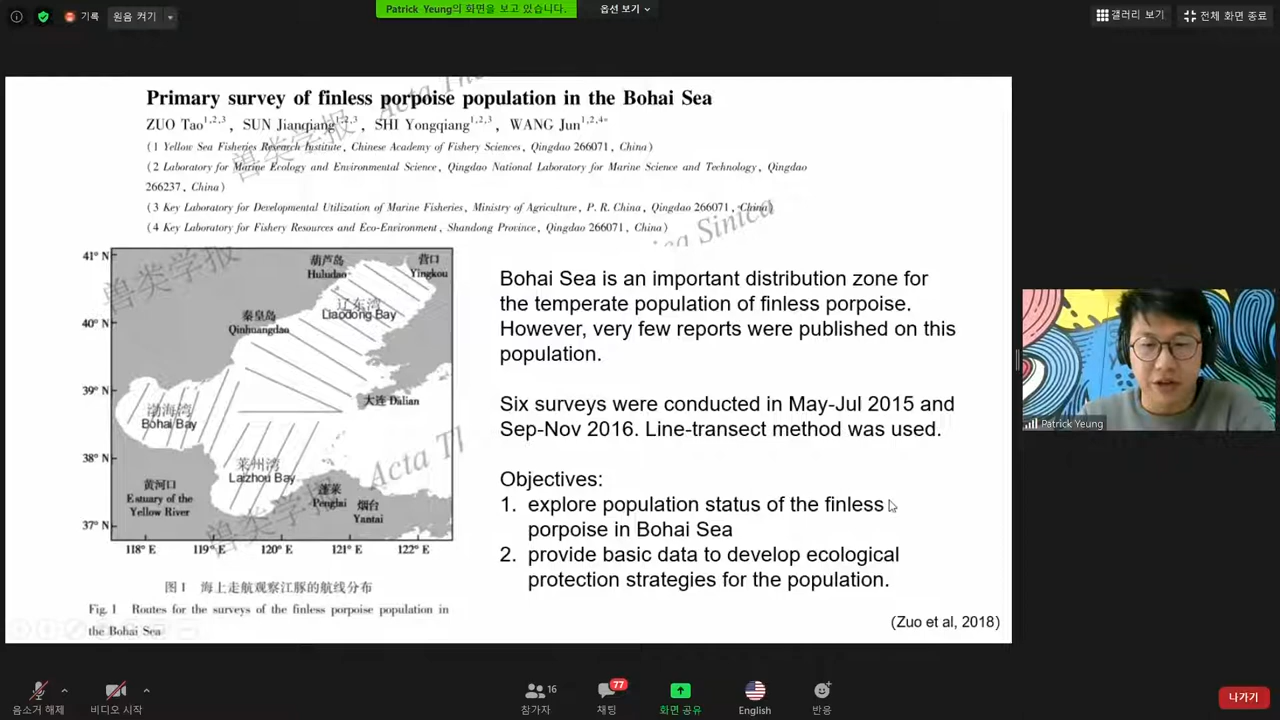 기록
원음 켜기
Patrick Yeung의 화면을 보고 있습니다.
옵션 보기
갤러리 보기
전체 화면 종료
Primary survey of finless porpoise population in the Bohai Sea
ZUO Tao1,2,3, SUN Jianqiang1,2,3, SHI Yongqiang1,2,3, WANG Jun1,2,4*
(1 Yellow Sea Fisheries Research Institute, Chinese Academy of Fishery Sciences, Qingdao 266071, China)
(2 Laboratory for Marine Ecology and Environmental Science, Qingdao National Laboratory for Marine Science and Technology, Qingdao
266237, China)
(3 Key Laboratory for Developmental Utilization of Marine Fisheries, Ministry of Agriculture, P. R. China, Qingdao 266071, China)
(4 Key Laboratory for Fishery Resources and Eco-Environment, Shandong Province, Qingdao 266071, China)
兽类学报
兽类学报
兽类学报
Acta Th
ica Sinica
41° N
40° N
39° N
38° N
37° N
118° E
119° E
120° E
121° E
122° E
葫芦岛
Huludao
营口
Yingkou
辽东湾
Liaodong Bay
秦皇岛
Qinhuangdao
大连 Dalian
渤海湾
Bohai Bay
莱州湾
Laizhou Bay
黄河口
Estuary of the
Yellow River
蓬莱
Penglai
烟台
Yantai
图 1 海上走航观察江豚的航线分布
Fig. 1 Routes for the surveys of the finless porpoise population in
the Bohai Sea
Bohai Sea is an important distribution zone for
the temperate population of finless porpoise.
However, very few reports were published on this
population.
Six surveys were conducted in May-Jul 2015 and
Sep-Nov 2016. Line-transect method was used.
Objectives:
1. explore population status of the finless
porpoise in Bohai Sea
2. provide basic data to develop ecological
protection strategies for the population.
(Zuo et al, 2018)
Patrick Yeung
음소거 해제
비디오 시작
16
참가자
77
채팅
화면 공유
English
반응
나가기